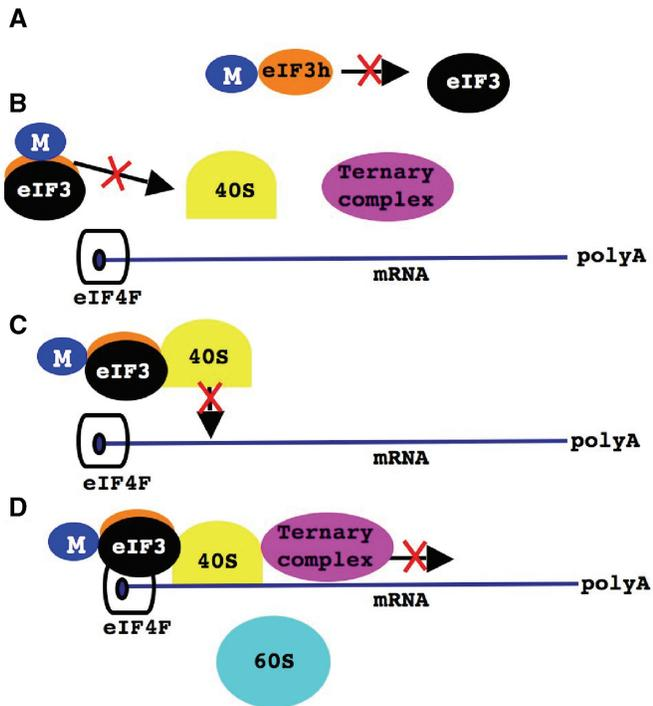 A
M eIF3h eIF3
B
M
eIF3 40S Ternary
complex
polyA
mRNA
eIF4F
C
M eIF3 40S
polyA
mRNA
eIF4F
D
M eIF3 40S Ternary
complex
polyA
mRNA
eIF4F
60S